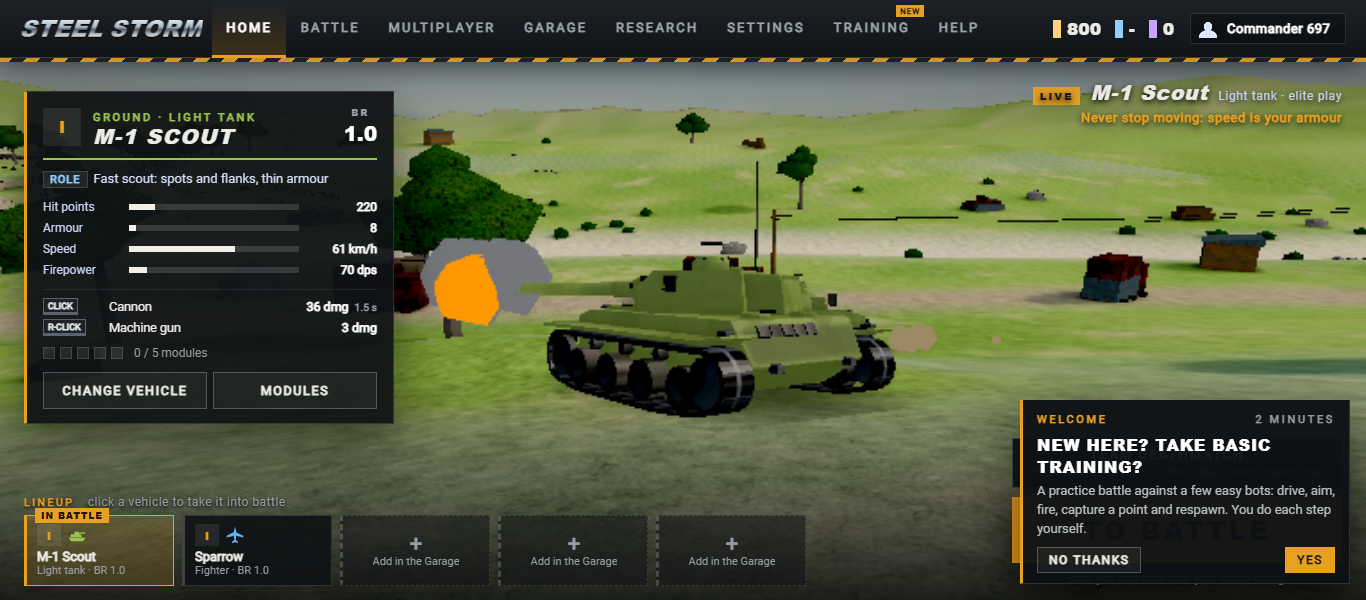 STEEL STORM
HOME BATTLE MULTIPLAYER GARAGE RESEARCH SETTINGS TRAINING NEW HELP
800 - 0 Commander 697
I GROUND · LIGHT TANK BR
M-1 SCOUT 1.0
ROLE Fast scout: spots and flanks, thin armour
Hit points 220
Armour 8
Speed 61 km/h
Firepower 70 dps
CLICK Cannon 36 dmg 1.5 s
R-CLICK Machine gun 3 dmg
0 / 5 modules
CHANGE VEHICLE MODULES
LIVE M-1 Scout Light tank · elite play
Never stop moving: speed is your armour
LINEUP click a vehicle to take it into battle
IN BATTLE
I
M-1 Scout
Light tank · BR 1.0
I
Sparrow
Fighter · BR 1.0
+
Add in the Garage
+
Add in the Garage
+
Add in the Garage
WELCOME 2 MINUTES
NEW HERE? TAKE BASIC
TRAINING?
A practice battle against a few easy bots: drive, aim,
fire, capture a point and respawn. You do each step
yourself.
TO BATTLE
NO THANKS YES